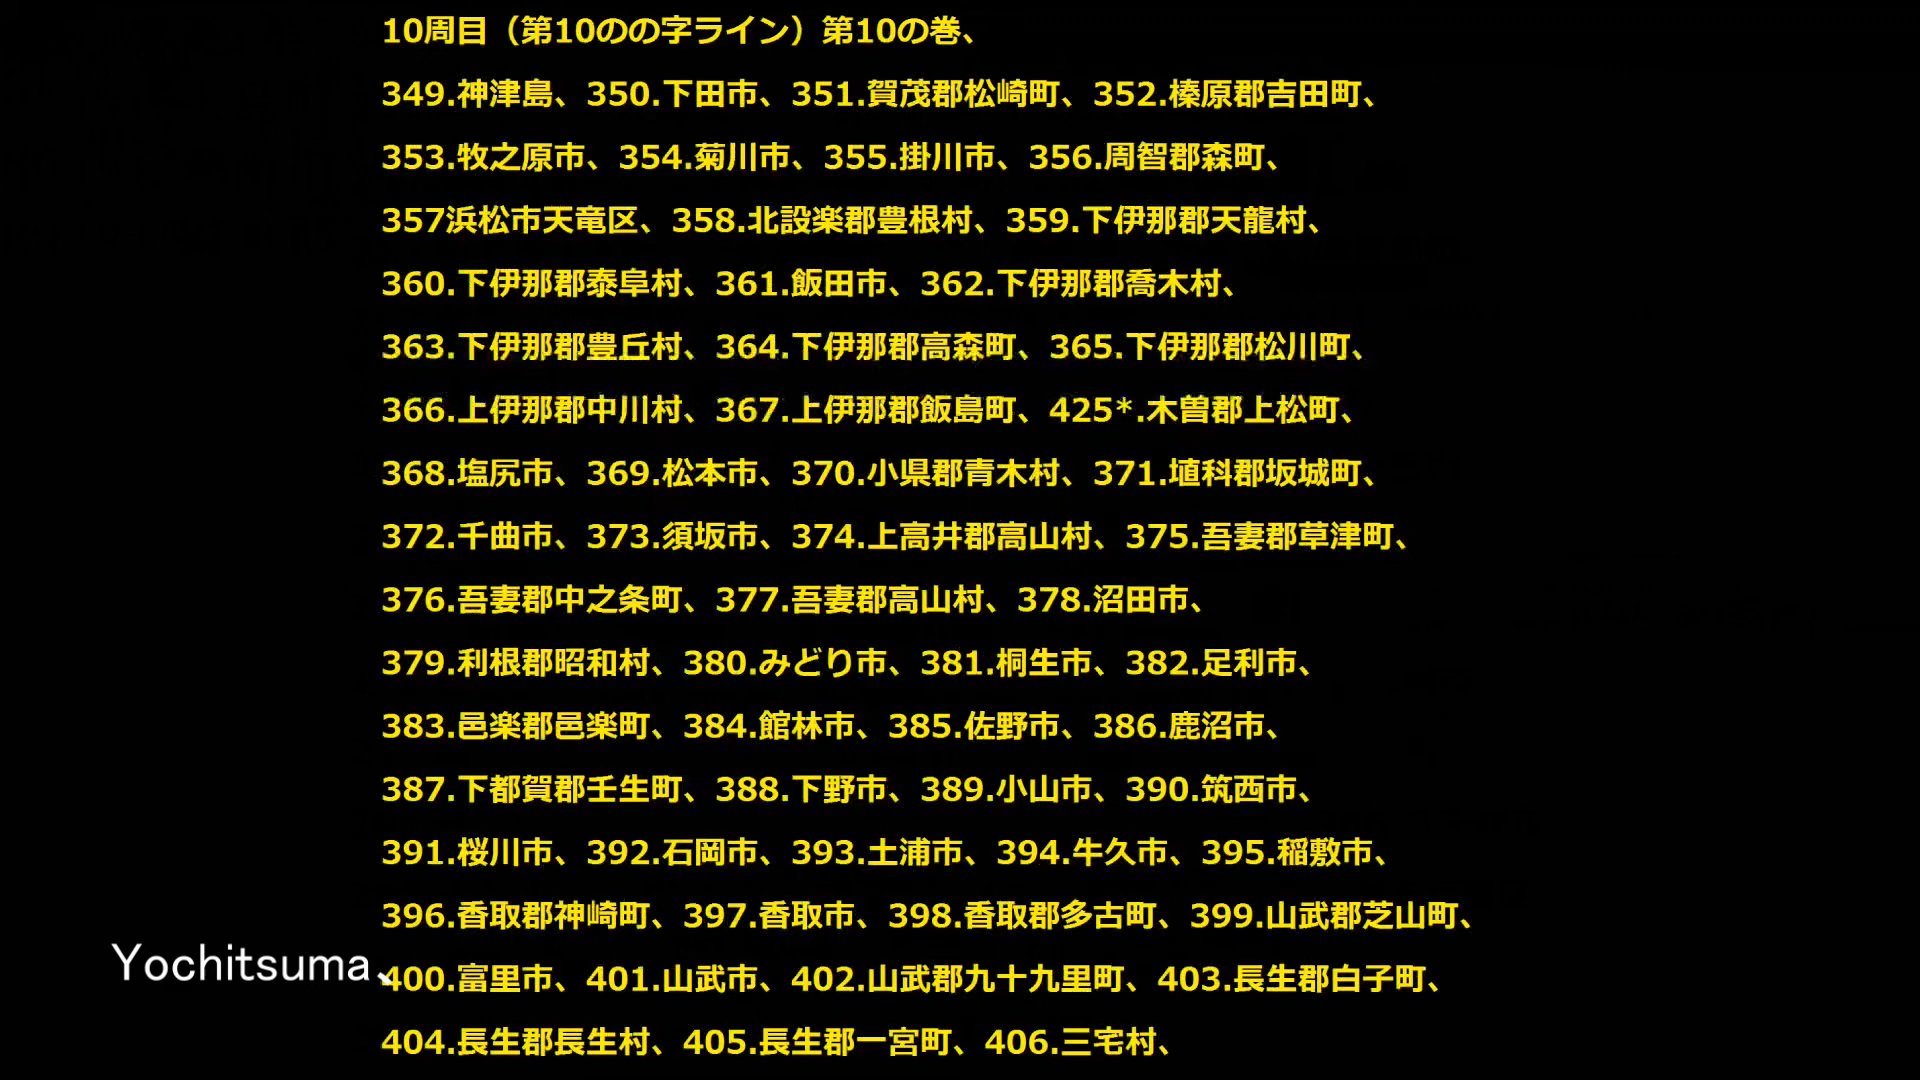 10周目（第10のの字ライン）第10の巻、
349.神津島、350.下田市、351.賀茂郡松崎町、352.榛原郡吉田町、
353.牧之原市、354.菊川市、355.掛川市、356.周智郡森町、
357浜松市天竜区、358.北設楽郡豊根村、359.下伊那郡天龍村、
360.下伊那郡泰阜村、361.飯田市、362.下伊那郡喬木村、
363.下伊那郡豊丘村、364.下伊那郡高森町、365.下伊那郡松川町、
366.上伊那郡中川村、367.上伊那郡飯島町、425*.木曽郡上松町、
368.塩尻市、369.松本市、370.小県郡青木村、371.埴科郡坂城町、
372.千曲市、373.須坂市、374.上高井郡高山村、375.吾妻郡草津町、
376.吾妻郡中之条町、377.吾妻郡高山村、378.沼田市、
379.利根郡昭和村、380.みどり市、381.桐生市、382.足利市、
383.邑楽郡邑楽町、384.館林市、385.佐野市、386.鹿沼市、
387.下都賀郡壬生町、388.下野市、389.小山市、390.筑西市、
391.桜川市、392.石岡市、393.土浦市、394.牛久市、395.稲敷市、
396.香取郡神崎町、397.香取市、398.香取郡多古町、399.山武郡芝山町、
Yochitsuma、
400.富里市、401.山武市、402.山武郡九十九里町、403.長生郡白子町、
404.長生郡長生村、405.長生郡一宮町、406.三宅村、